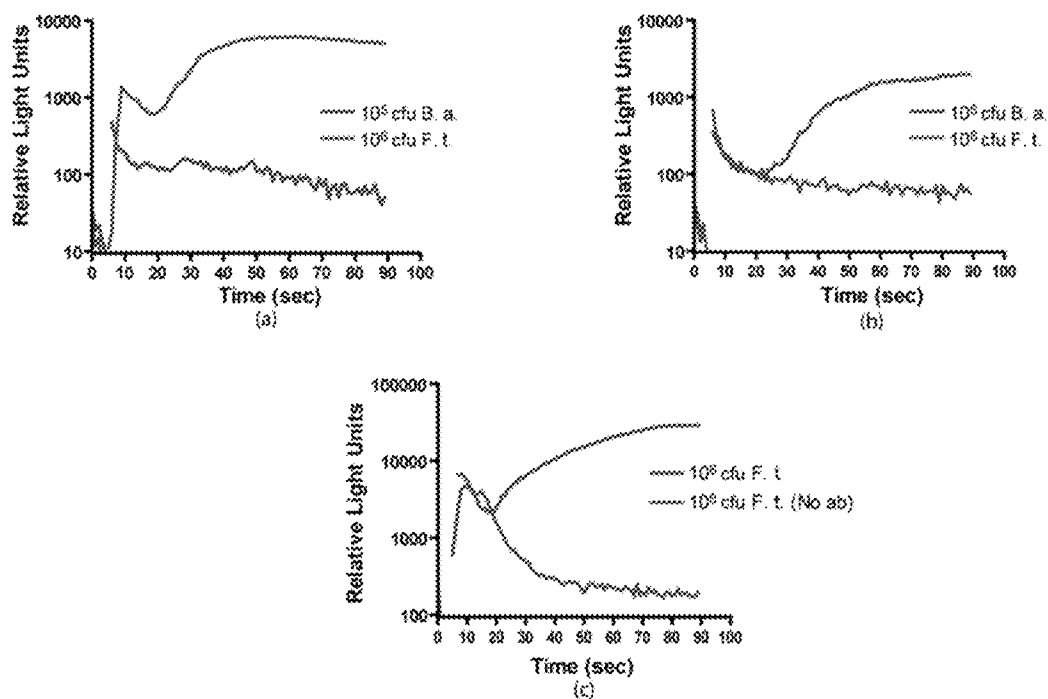 10000
1000
100
10
Relative Light Units
10⁵ cfu B. a.
10⁶ cfu F. t.
0 10 20 30 40 50 60 70 80 90 100
Time (sec)
(a)
10000
1000
100
10
Relative Light Units
10⁵ cfu B. a.
10⁶ cfu F. t.
0 10 20 30 40 50 60 70 80 90 100
Time (sec)
(b)
100000
10000
1000
100
Relative Light Units
cfu F. t
cfu F. t. (No ab)
0 10 20 30 40 50 60 70 80 90 100
Time (sec)
(c)